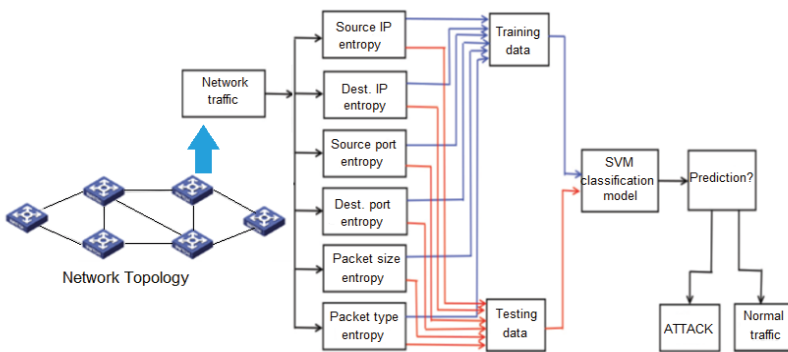 Source IP
entropy
Training
data
Network
traffic
Dest. IP
entropy
Source port
entropy
SVM
classification
model
Prediction?
Dest. port
entropy
Network Topology
Packet size
entropy
Packet type
entropy
Testing
data
ATTACK
Normal
traffic